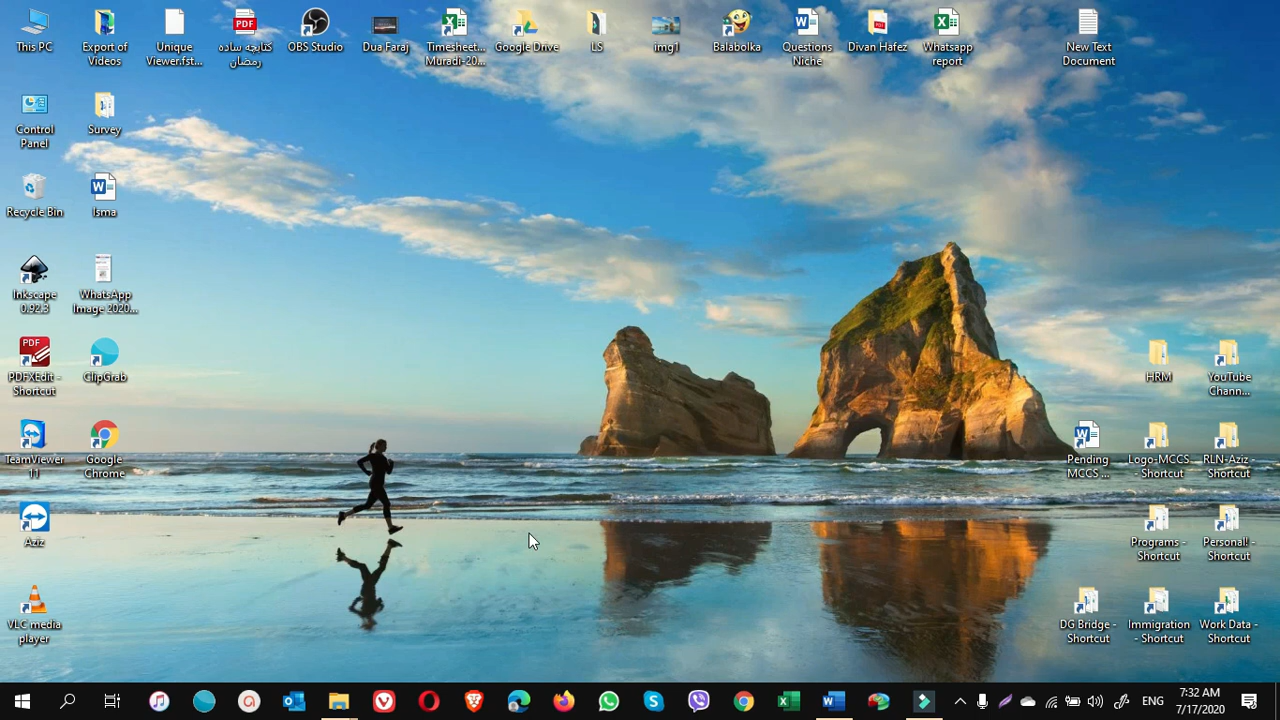 This PC
Export of
Videos
Unique
Viewer.fst...
کتابچه ساده
رمضان
OBS Studio
Dua Faraj
Timesheet...
Muradi-20...
Google Drive
LS
img1
Balabolka
Questions
Niche
Divan Hafez
Whatsapp
report
New Text
Document
Control
Panel
Survey
Recycle Bin
Isma
Inkscape
0.92.3
WhatsApp
Image 2020...
PDFXEdit -
Shortcut
ClipGrab
HRM
YouTube
Chann...
TeamViewer
11
Google
Chrome
Pending
MCCS ...
Logo-MCCS
- Shortcut
RLN-Aziz -
Shortcut
Aziz
Programs -
Shortcut
Personal! -
Shortcut
VLC media
player
DG Bridge -
Shortcut
Immigration
- Shortcut
Work Data -
Shortcut
ENG
7:32 AM
7/17/2020